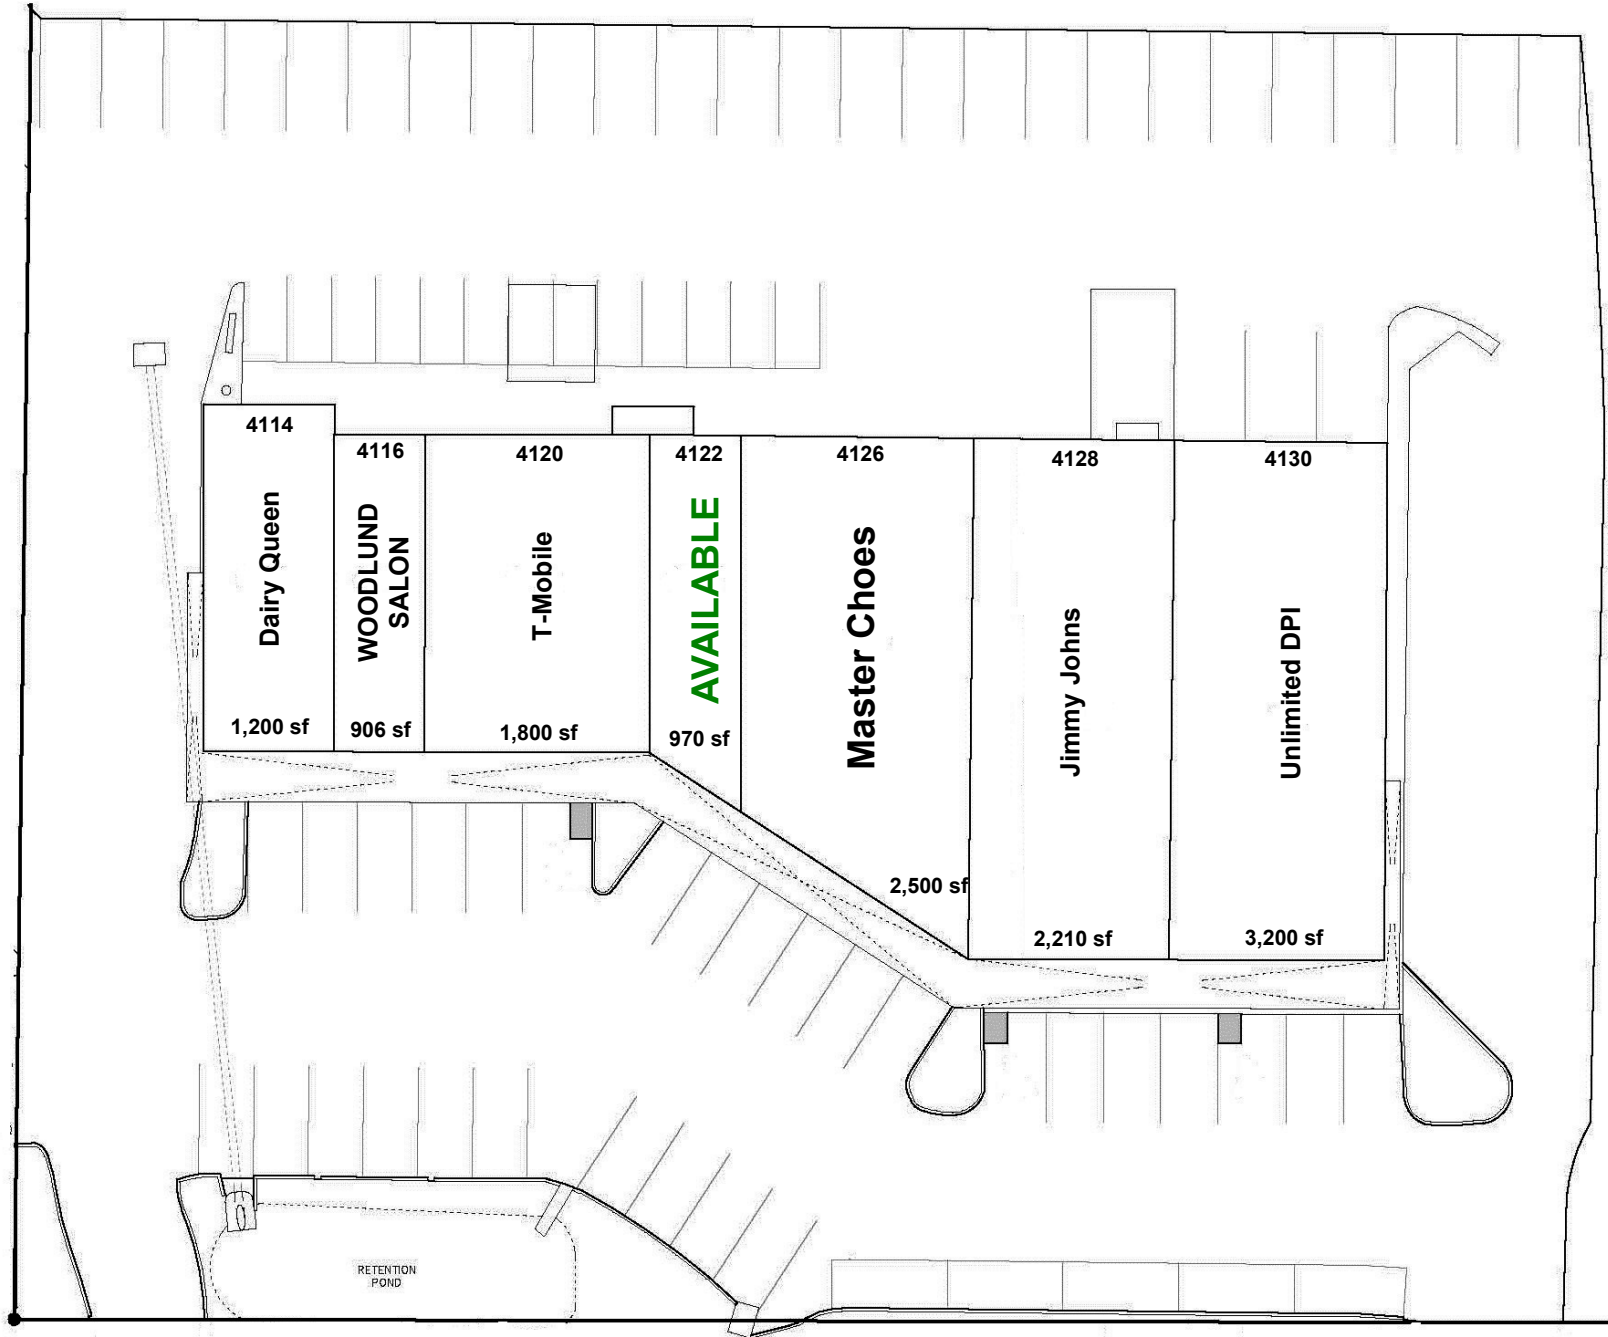 4114
4116
4120
4122
4126
4128
4130
Dairy Queen
WOODLUND
SALON
T-Mobile
AVAILABLE
Master Choes
Jimmy Johns
Unlimited DPI
1,200 sf
906 sf
1,800 sf
970 sf
2,500 sf
2,210 sf
3,200 sf
RETENTION
POND